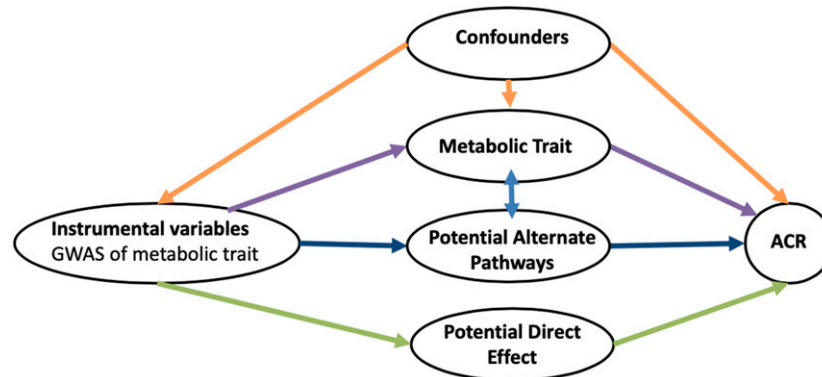 Confounders
Metabolic Trait
Instrumental variables
GWAS of metabolic trait
Potential Alternate
Pathways
ACR
Potential Direct
Effect